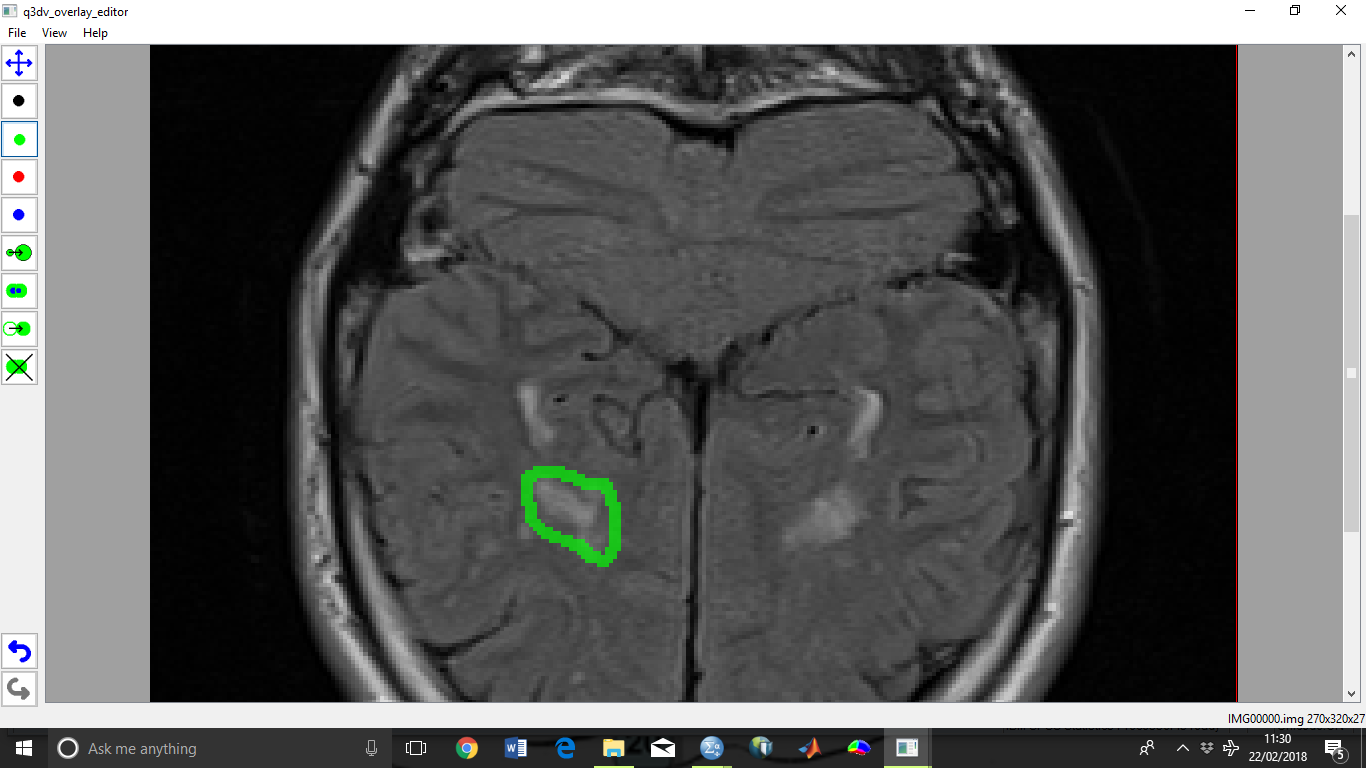 q3dv_overlay_editor
File View Help
IMG00000.img 270x320x27
Ask me anything
11:30
22/02/2018
5